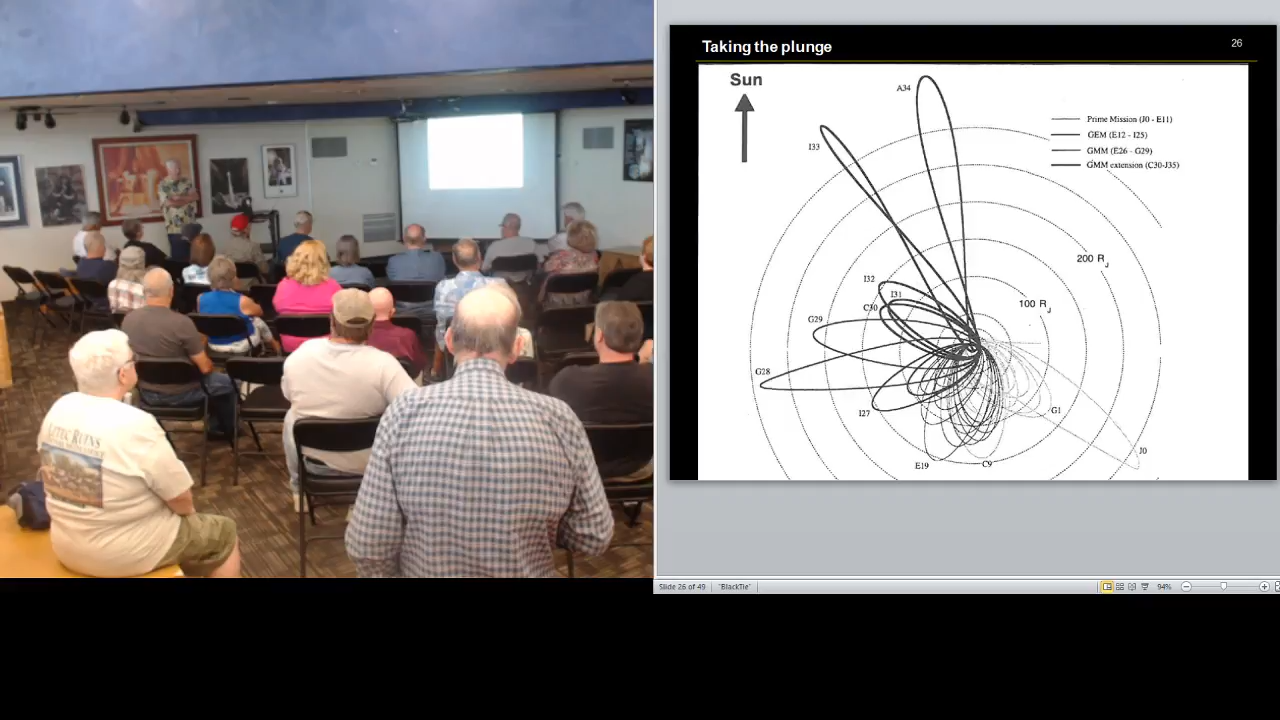 AZTEC RUINS
Taking the plunge
26
Sun
A34
I33
Prime Mission (J0 - E11)
GEM (E12 - I25)
GMM (E26 - G29)
GMM extension (C30-J35)
200 RJ
I32
I31
100 RJ
C30
G29
G28
I27
G1
J0
E19
C9
Slide 26 of 49
"BlackTie"
94%